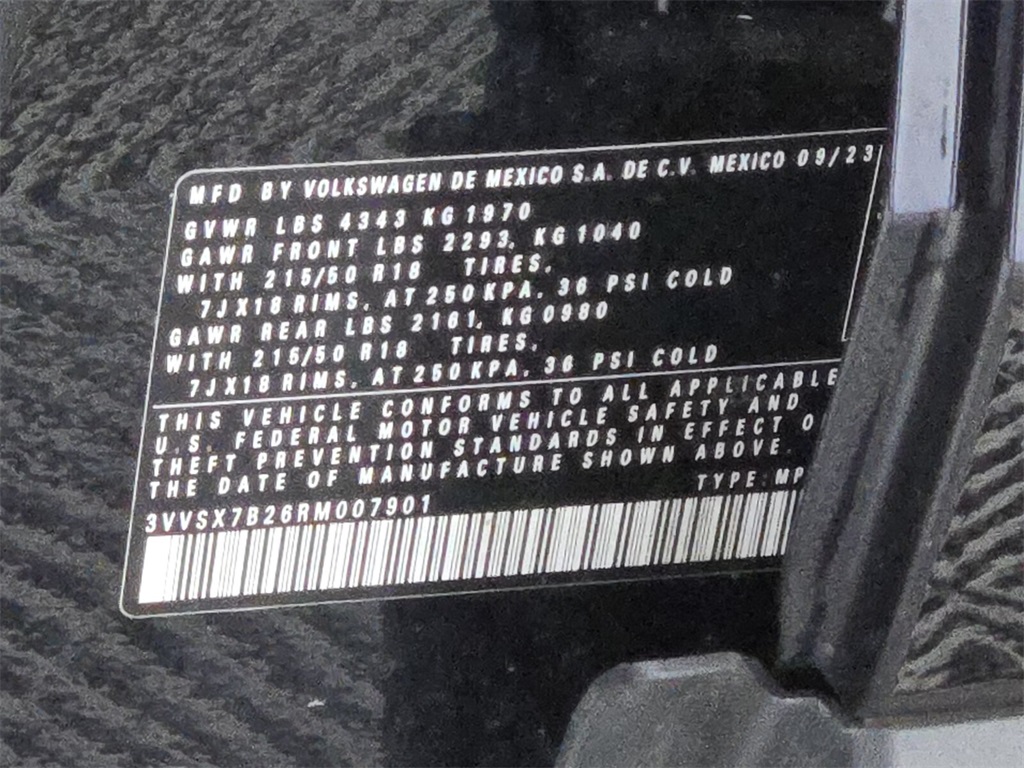 MFD BY VOLKSWAGEN DE MEXICO S.A. DE C.V. MEXICO 09/23
GVWR LBS 4343 KG 1970
GAWR FRONT LBS 2293, KG 1040
WITH 215/50 R18 TIRES,
7JX18 RIMS, AT 250 KPA, 36 PSI COLD
GAWR REAR LBS 2161, KG 0980
WITH 215/50 R18 TIRES,
7JX18 RIMS, AT 250 KPA, 36 PSI COLD
THIS VEHICLE CONFORMS TO ALL APPLICABLE
U.S. FEDERAL MOTOR VEHICLE SAFETY AND
THEFT PREVENTION STANDARDS IN EFFECT O
THE DATE OF MANUFACTURE SHOWN ABOVE.
TYPE: MP
3VVSX7B26RM007901